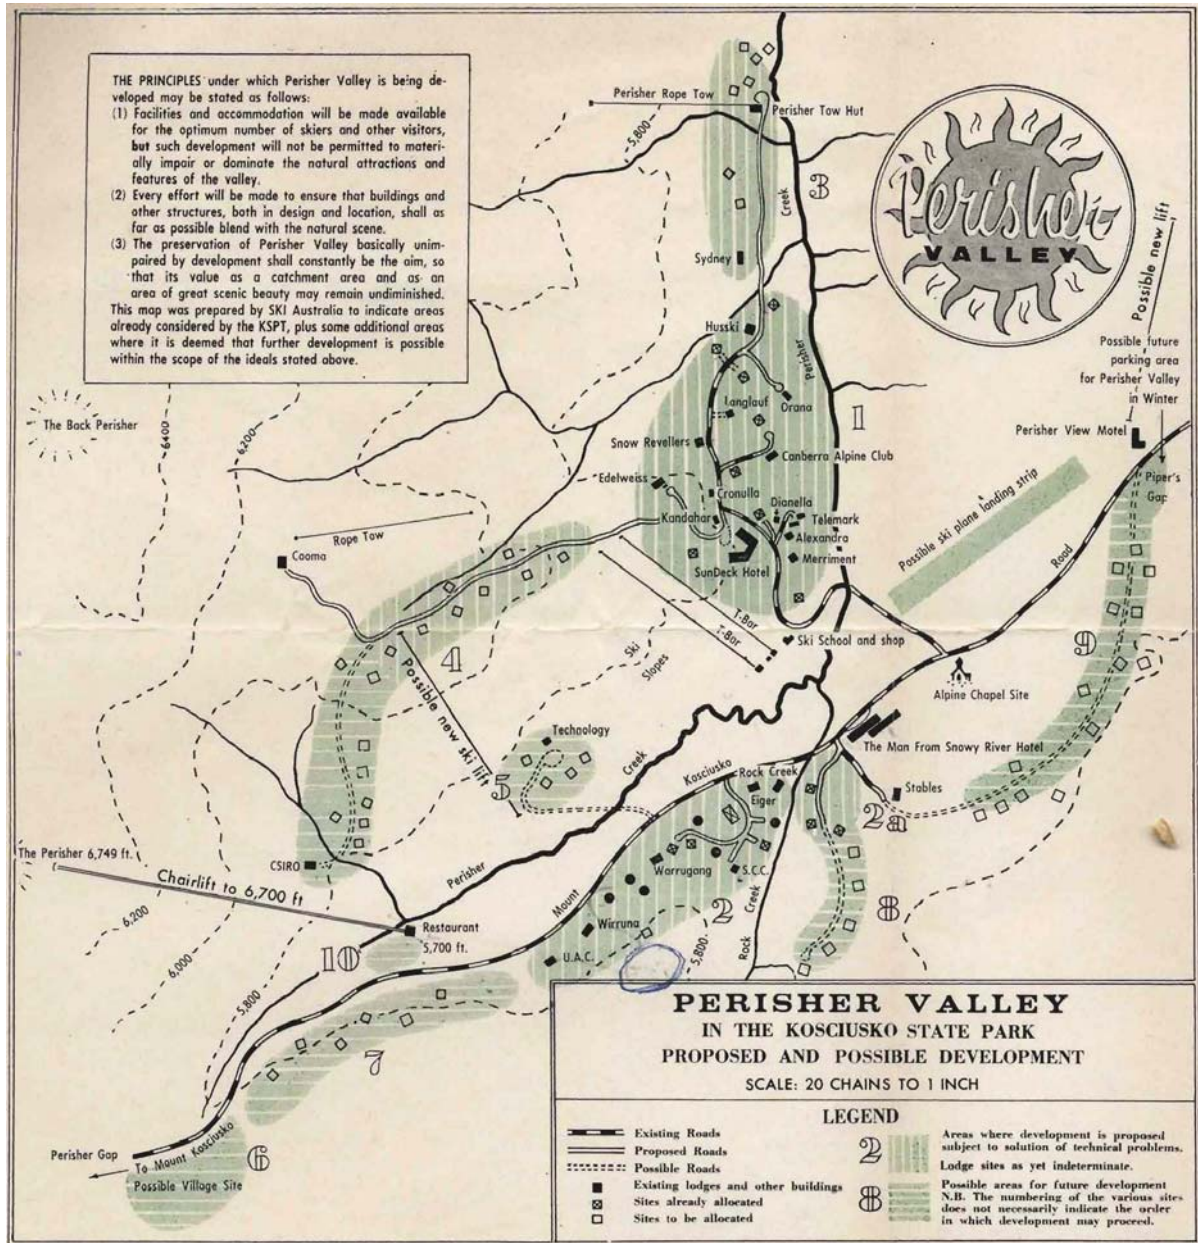 THE PRINCIPLES under which Perisher Valley is being de-
veloped may be stated as follows:
(1) Facilities and accommodation will be made available
for the optimum number of skiers and other visitors,
but such development will not be permitted to materi-
ally impair or dominate the natural attractions and
features of the valley.
(2) Every effort will be made to ensure that buildings and
other structures, both in design and location, shall as
far as possible blend with the natural scene.
(3) The preservation of Perisher Valley basically unim-
paired by development shall constantly be the aim, so
that its value as a catchment area and as an
area of great scenic beauty may remain undiminished.
This map was prepared by SKI Australia to indicate areas
already considered by the KSPT, plus some additional areas
where it is deemed that further development is possible
within the scope of the ideals stated above.
Perisher Rope Tow
Perisher Tow Hut
5,800
Creek
3
Perisher
VALLEY
Sydney
Possible new lift
Husski
Perisher
Possible future
parking area
for Perisher Valley
in Winter
Orana
Langlauf
1
The Back Perisher
6400
6,200
Snow Revellers
Canberra Alpine Club
Perisher View Motel
Piper's
Gap
Edelweiss
Cronulla
Dianella
Kandahar
Telemark
Alexandra
Merriment
SunDeck Hotel
Possible ski plane landing strip
Road
Rope Tow
Cooma
T-Bar
T-Bar
Ski School and shop
Ski
Slopes
4
Possible new ski lift
9
Alpine Chapel Site
Technology
5
Creek
The Man From Snowy River Hotel
Kosciusko
Rock Creek
Eiger
Stables
2a
The Perisher 6,749 ft.
CSIRO
Chairlift to 6,700 ft
Perisher
Mount
Warrugang
S.C.C.
Creek
Rock
2
8
Wirruna
Restaurant
5,700 ft.
10
U.A.C.
5,800
6,200
6,000
5,800
7
Perisher Gap
To Mount Kosciusko
6
Possible Village Site
PERISHER VALLEY
IN THE KOSCIUSKO STATE PARK
PROPOSED AND POSSIBLE DEVELOPMENT
SCALE: 20 CHAINS TO 1 INCH
LEGEND
Existing Roads
Proposed Roads
Possible Roads
Existing lodges and other buildings
Sites already allocated
Sites to be allocated
2
Areas where development is proposed
subject to solution of technical problems.
Lodge sites as yet indeterminate.
8
Possible areas for future development
N.B. The numbering of the various sites
does not necessarily indicate the order
in which development may proceed.